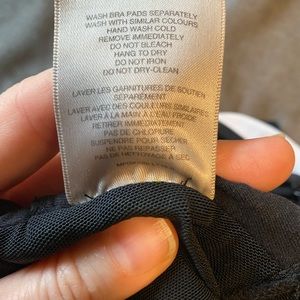 WASH BRA PADS SEPARATELY
WASH WITH SIMILAR COLOURS
HAND WASH COLD
REMOVE IMMEDIATELY
DO NOT BLEACH
HANG TO DRY
DO NOT IRON
DO NOT DRY-CLEAN
LAVER LES GARNITURES DE SOUTIEN
SEPARÉMENT
LAVER AVEC DES COULEURS SIMILAIRES
LAVER A LA MAIN A L'EAU FROIDE
RETIRER IMMEDIATEMENT
PAS DE CHLORURE
SUSPENDRE POUR SÉCHER
NE PAS REPASSER
PAS DE NETTOYAGE A SEC